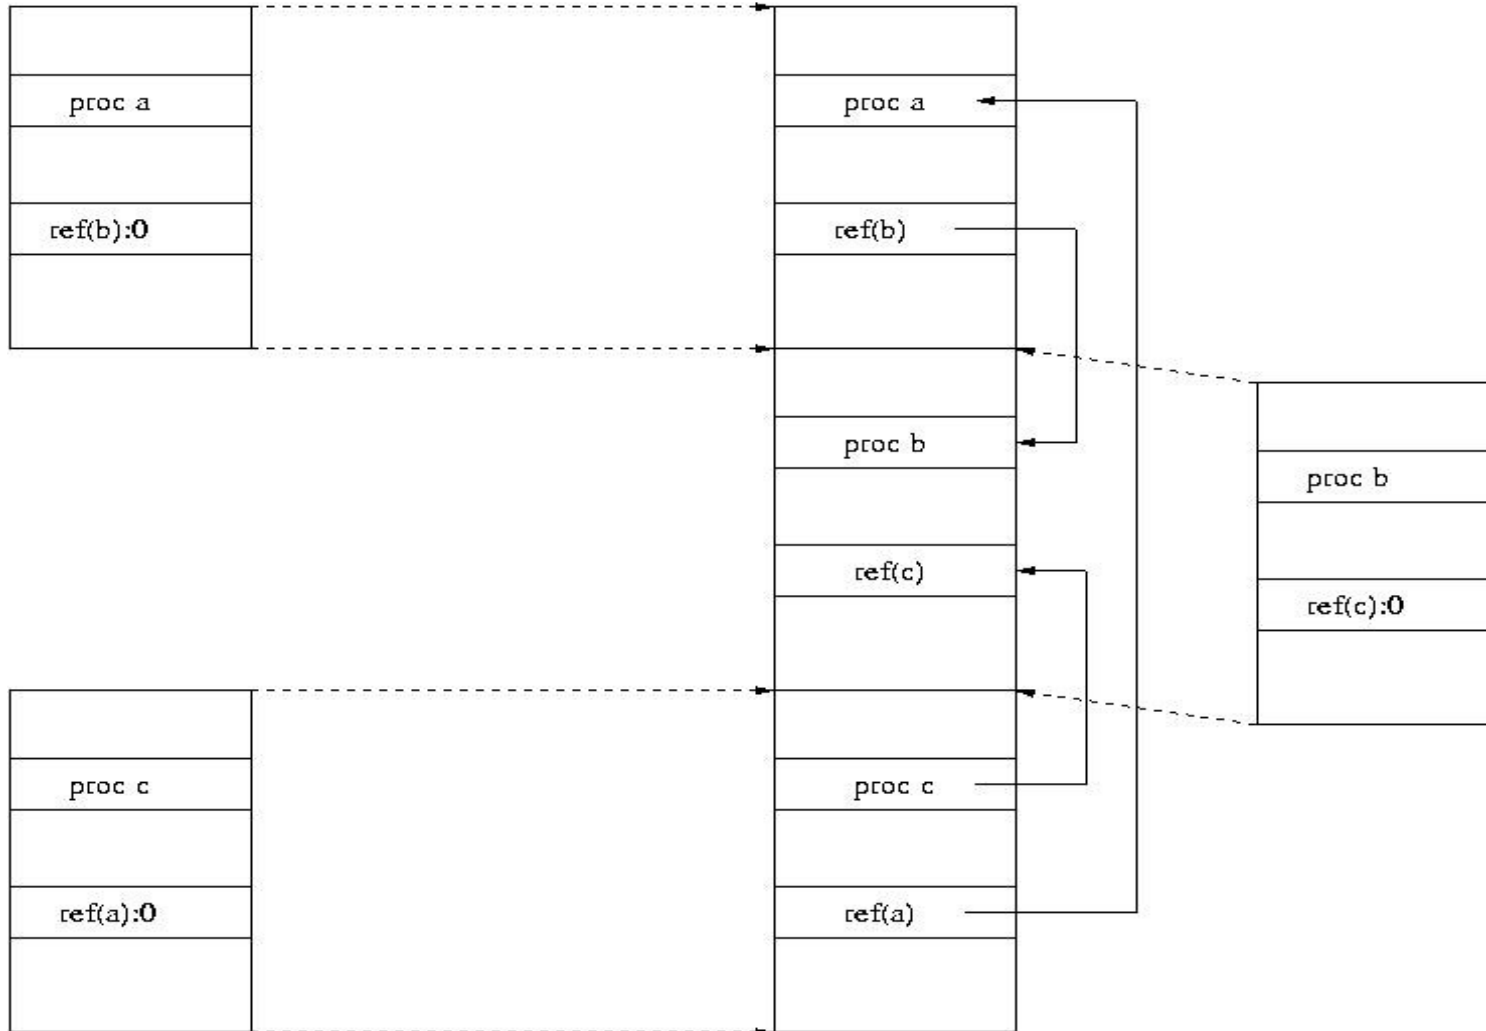 proc a
ref(b):0
proc c
ref(a):0
proc a
ref(b)
proc b
ref(c)
proc c
ref(a)
proc b
ref(c):0